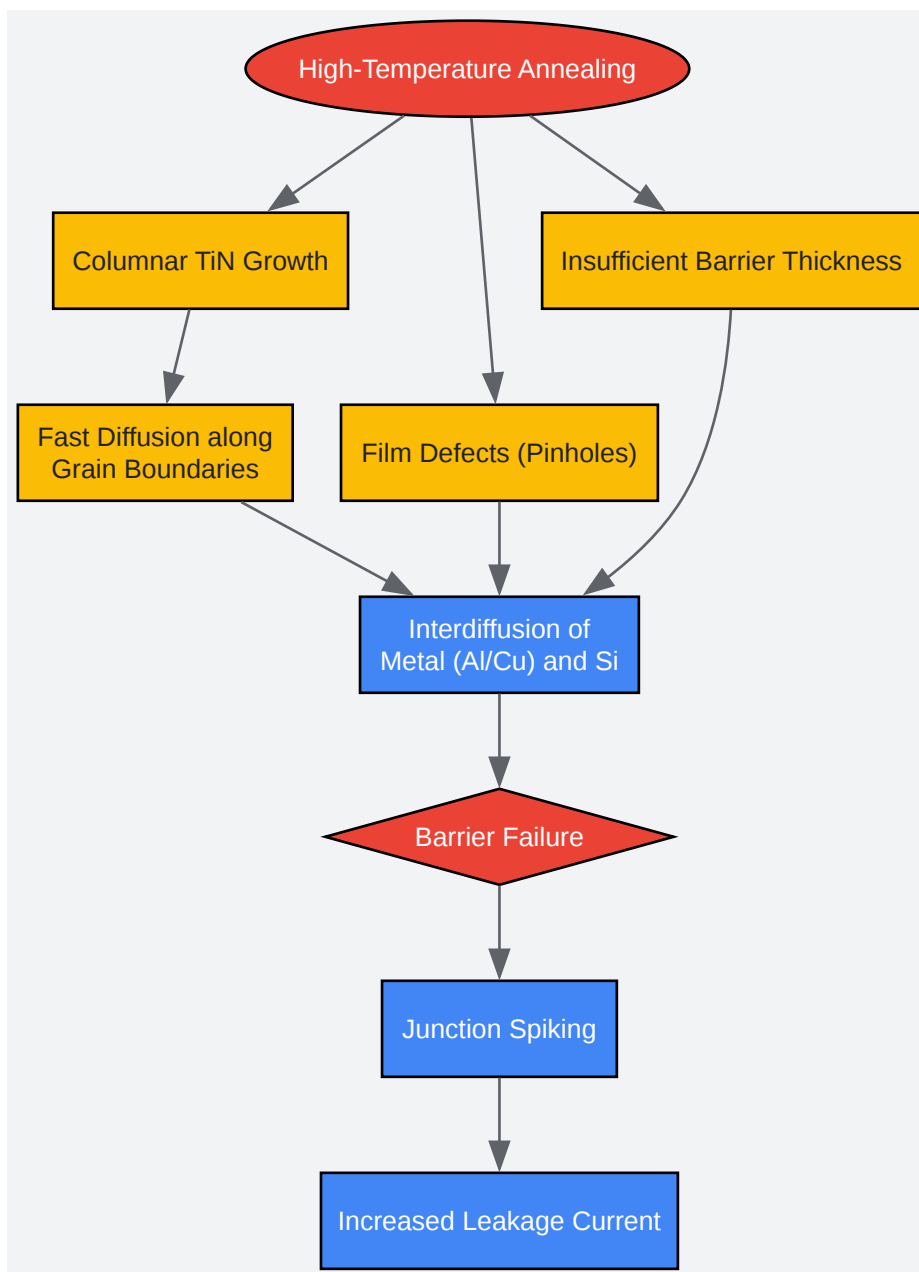 High-Temperature Annealing
Columnar TiN Growth
Insufficient Barrier Thickness
Fast Diffusion along
Grain Boundaries
Film Defects (Pinholes)
Interdiffusion of
Metal (Al/Cu) and Si
Barrier Failure
Junction Spiking
Increased Leakage Current